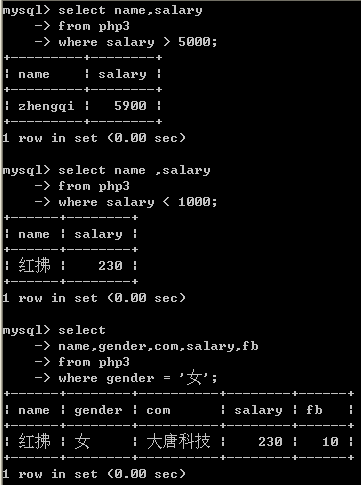 mysql> select name,salary
    -> from php3
    -> where salary > 5000;
+----------+--------+
| name     | salary |
+----------+--------+
| zhengqi  |   5900 |
+----------+--------+
1 row in set (0.00 sec)
mysql> select name ,salary
    -> from php3
    -> where salary < 1000;
+------+--------+
| name | salary |
+------+--------+
| 红拂 |    230 |
+------+--------+
1 row in set (0.00 sec)
mysql> select
    -> name,gender,com,salary,fb
    -> from php3
    -> where gender = '女';
+------+--------+----------+--------+------+
| name | gender | com      | salary | fb   |
+------+--------+----------+--------+------+
| 红拂 | 女     | 大唐科技 |    230 |   10 |
+------+--------+----------+--------+------+
1 row in set (0.00 sec)